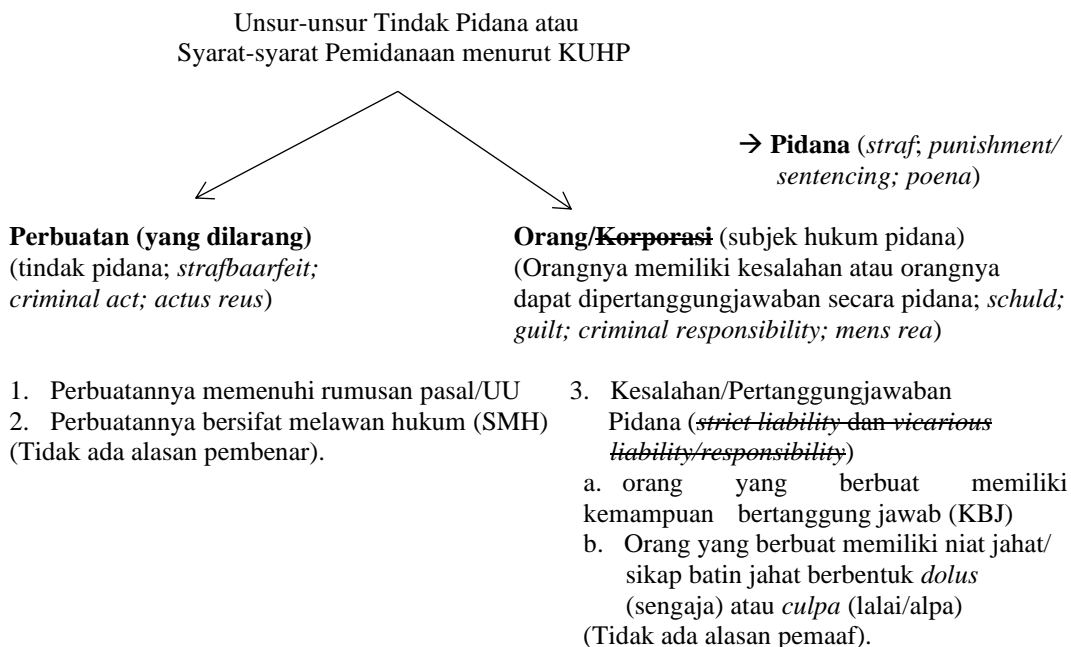 Unsur-unsur Tindak Pidana atau
Syarat-syarat Pemidanaan menurut KUHP
→ Pidana (straf; punishment/
sentencing; poena)
Perbuatan (yang dilarang)
(tindak pidana; strafbaarfeit;
criminal act; actus reus)
Orang/Korporasi (subjek hukum pidana)
(Orangnya memiliki kesalahan atau orangnya
dapat dipertanggungjawaban secara pidana; schuld;
guilt; criminal responsibility; mens rea)
1. Perbuatannya memenuhi rumusan pasal/UU
2. Perbuatannya bersifat melawan hukum (SMH)
(Tidak ada alasan pembenar).
3. Kesalahan/Pertanggungjawaban
Pidana (strict liability dan vicarious
liability/responsibility)
a. orang yang berbuat memiliki
kemampuan bertanggung jawab (KBJ)
b. Orang yang berbuat memiliki niat jahat/
sikap batin jahat berbentuk dolus
(sengaja) atau culpa (lalai/alpa)
(Tidak ada alasan pemaaf).